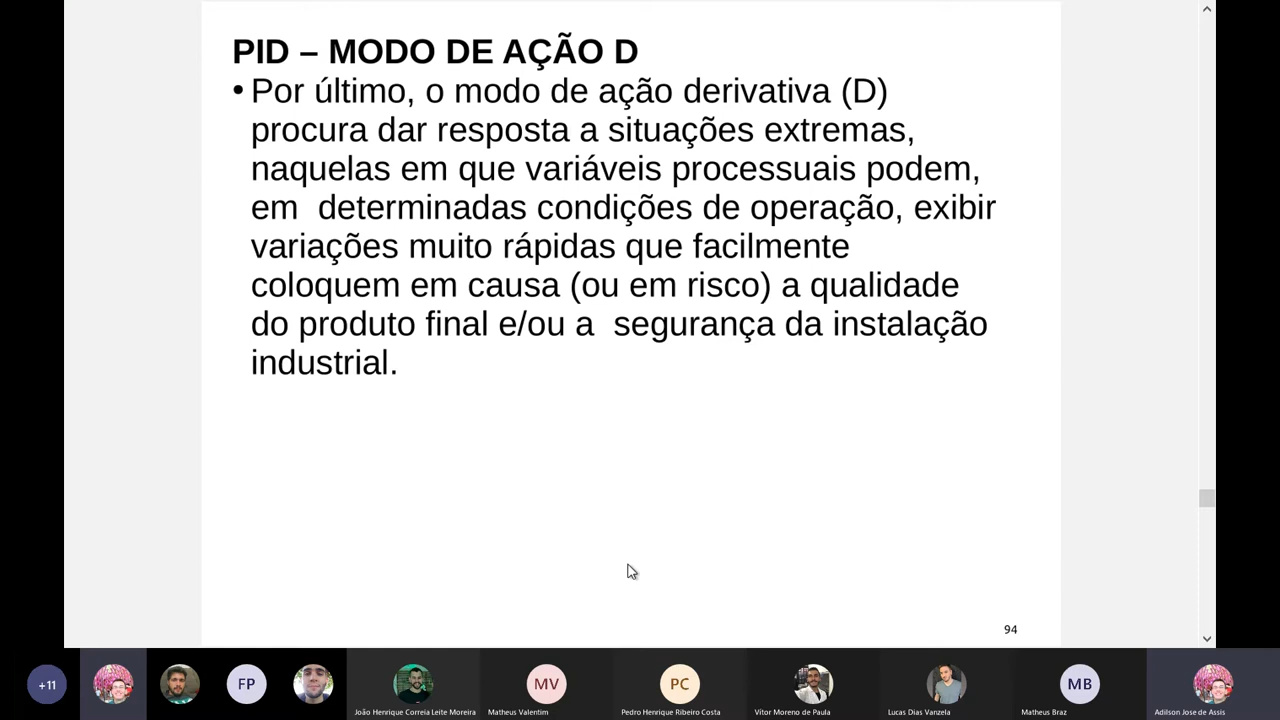 PID – MODO DE AÇÃO D
• Por último, o modo de ação derivativa (D)
procura dar resposta a situações extremas,
naquelas em que variáveis processuais podem,
em  determinadas condições de operação, exibir
variações muito rápidas que facilmente
coloquem em causa (ou em risco) a qualidade
do produto final e/ou a  segurança da instalação
industrial.
94
+11
FP
MV
PC
MB
João Henrique Correia Leite Moreira
Matheus Valentim
Pedro Henrique Ribeiro Costa
Vítor Moreno de Paula
Lucas Dias Vanzela
Matheus Braz
Adilson Jose de Assis